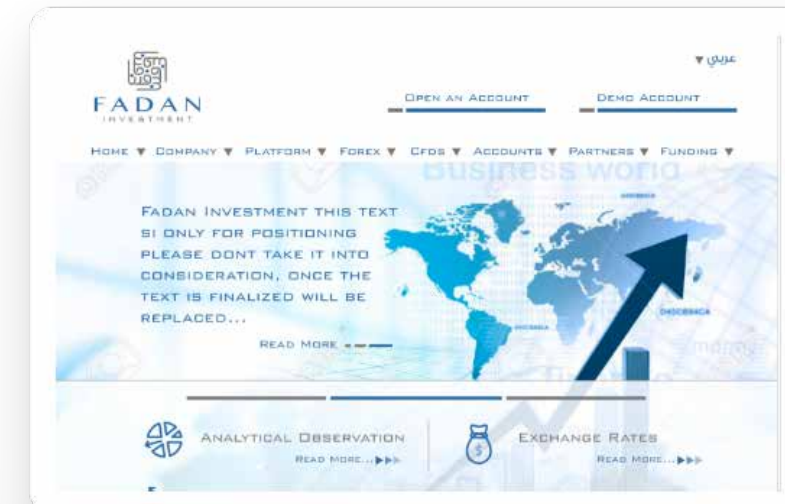 عربي
FADAN
INVESTMENT
OPEN AN ACCOUNT
DEMO ACCOUNT
HOME COMPANY PLATFORM FOREX CFDS ACCOUNTS PARTNERS FUNDING
Business world
FADAN INVESTMENT THIS TEXT
SI ONLY FOR POSITIONING
PLEASE DONT TAKE IT INTO
CONSIDERATION, ONCE THE
TEXT IS FINALIZED WILL BE
REPLACED...
READ MORE
ANALYTICAL OBSERVATION
READ MORE...
EXCHANGE RATES
READ MORE...